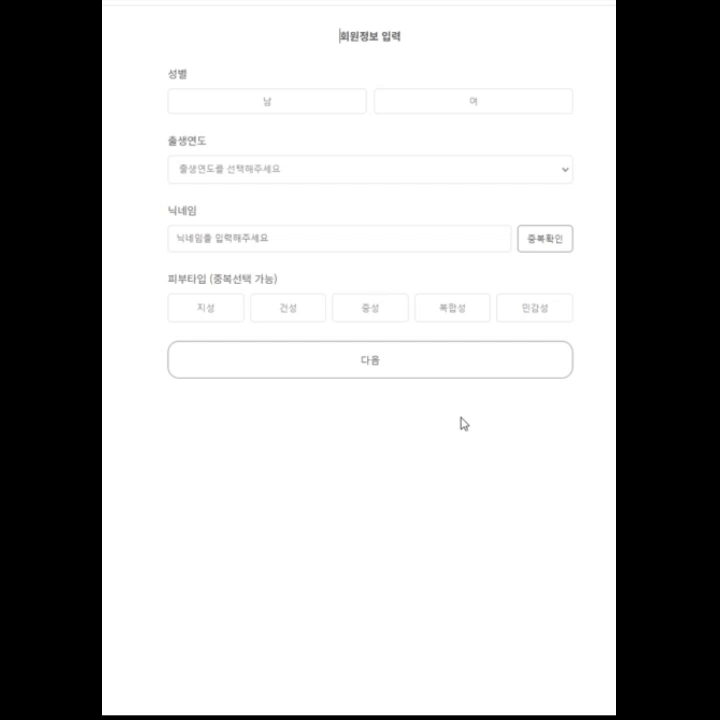 회원정보 입력
성별
남 여
출생연도
출생연도를 선택해주세요
닉네임
닉네임을 입력해주세요 중복확인
피부타입 (중복선택 가능)
지성 건성 중성 복합성 민감성
다음